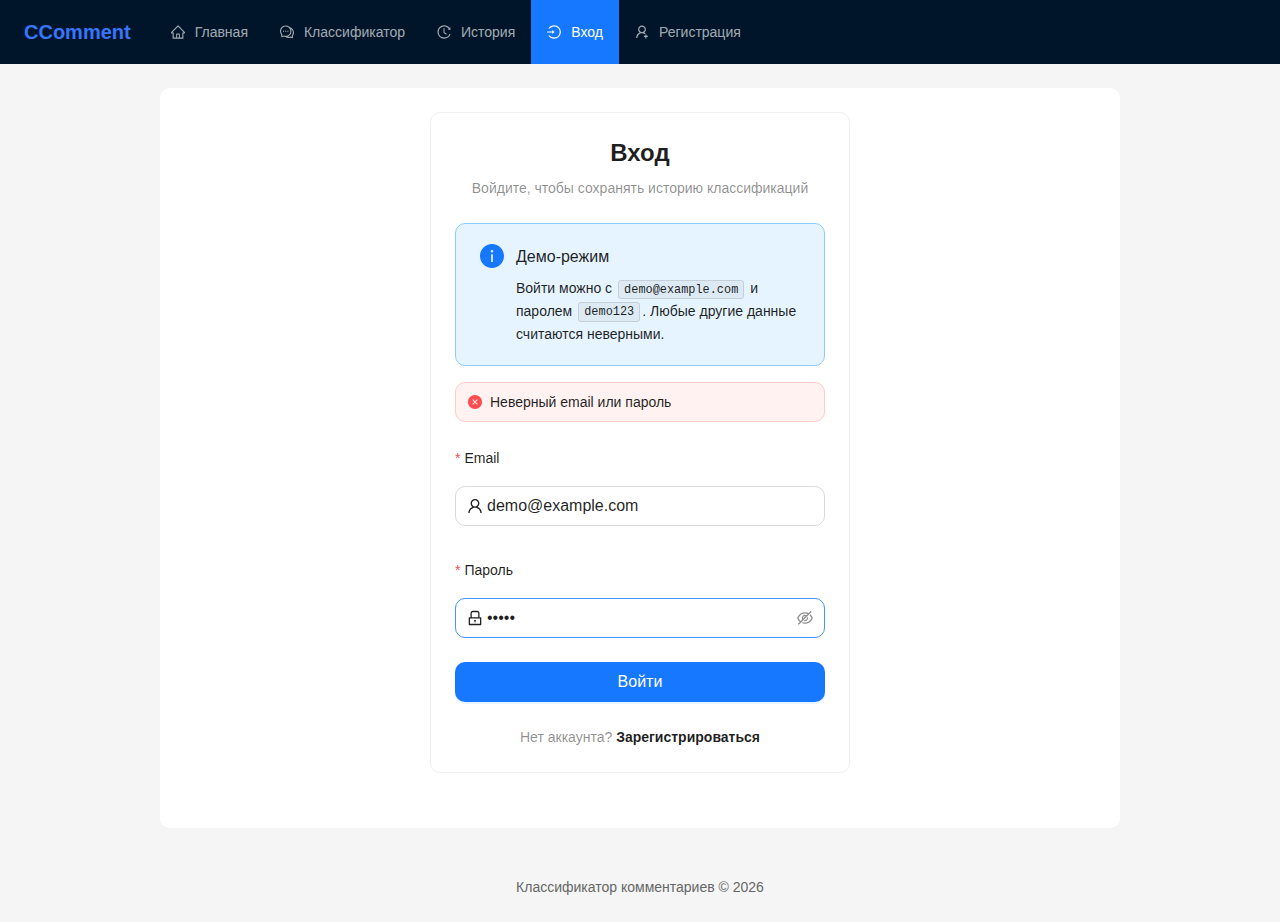 CComment
Главная
Классификатор
История
Вход
Регистрация
Вход
Войдите, чтобы сохранять историю классификаций
Демо-режим
Войти можно с demo@example.com и
паролем demo123. Любые другие данные
считаются неверными.
Неверный email или пароль
* Email
demo@example.com
* Пароль
•••••
Войти
Нет аккаунта? Зарегистрироваться
Классификатор комментариев © 2026